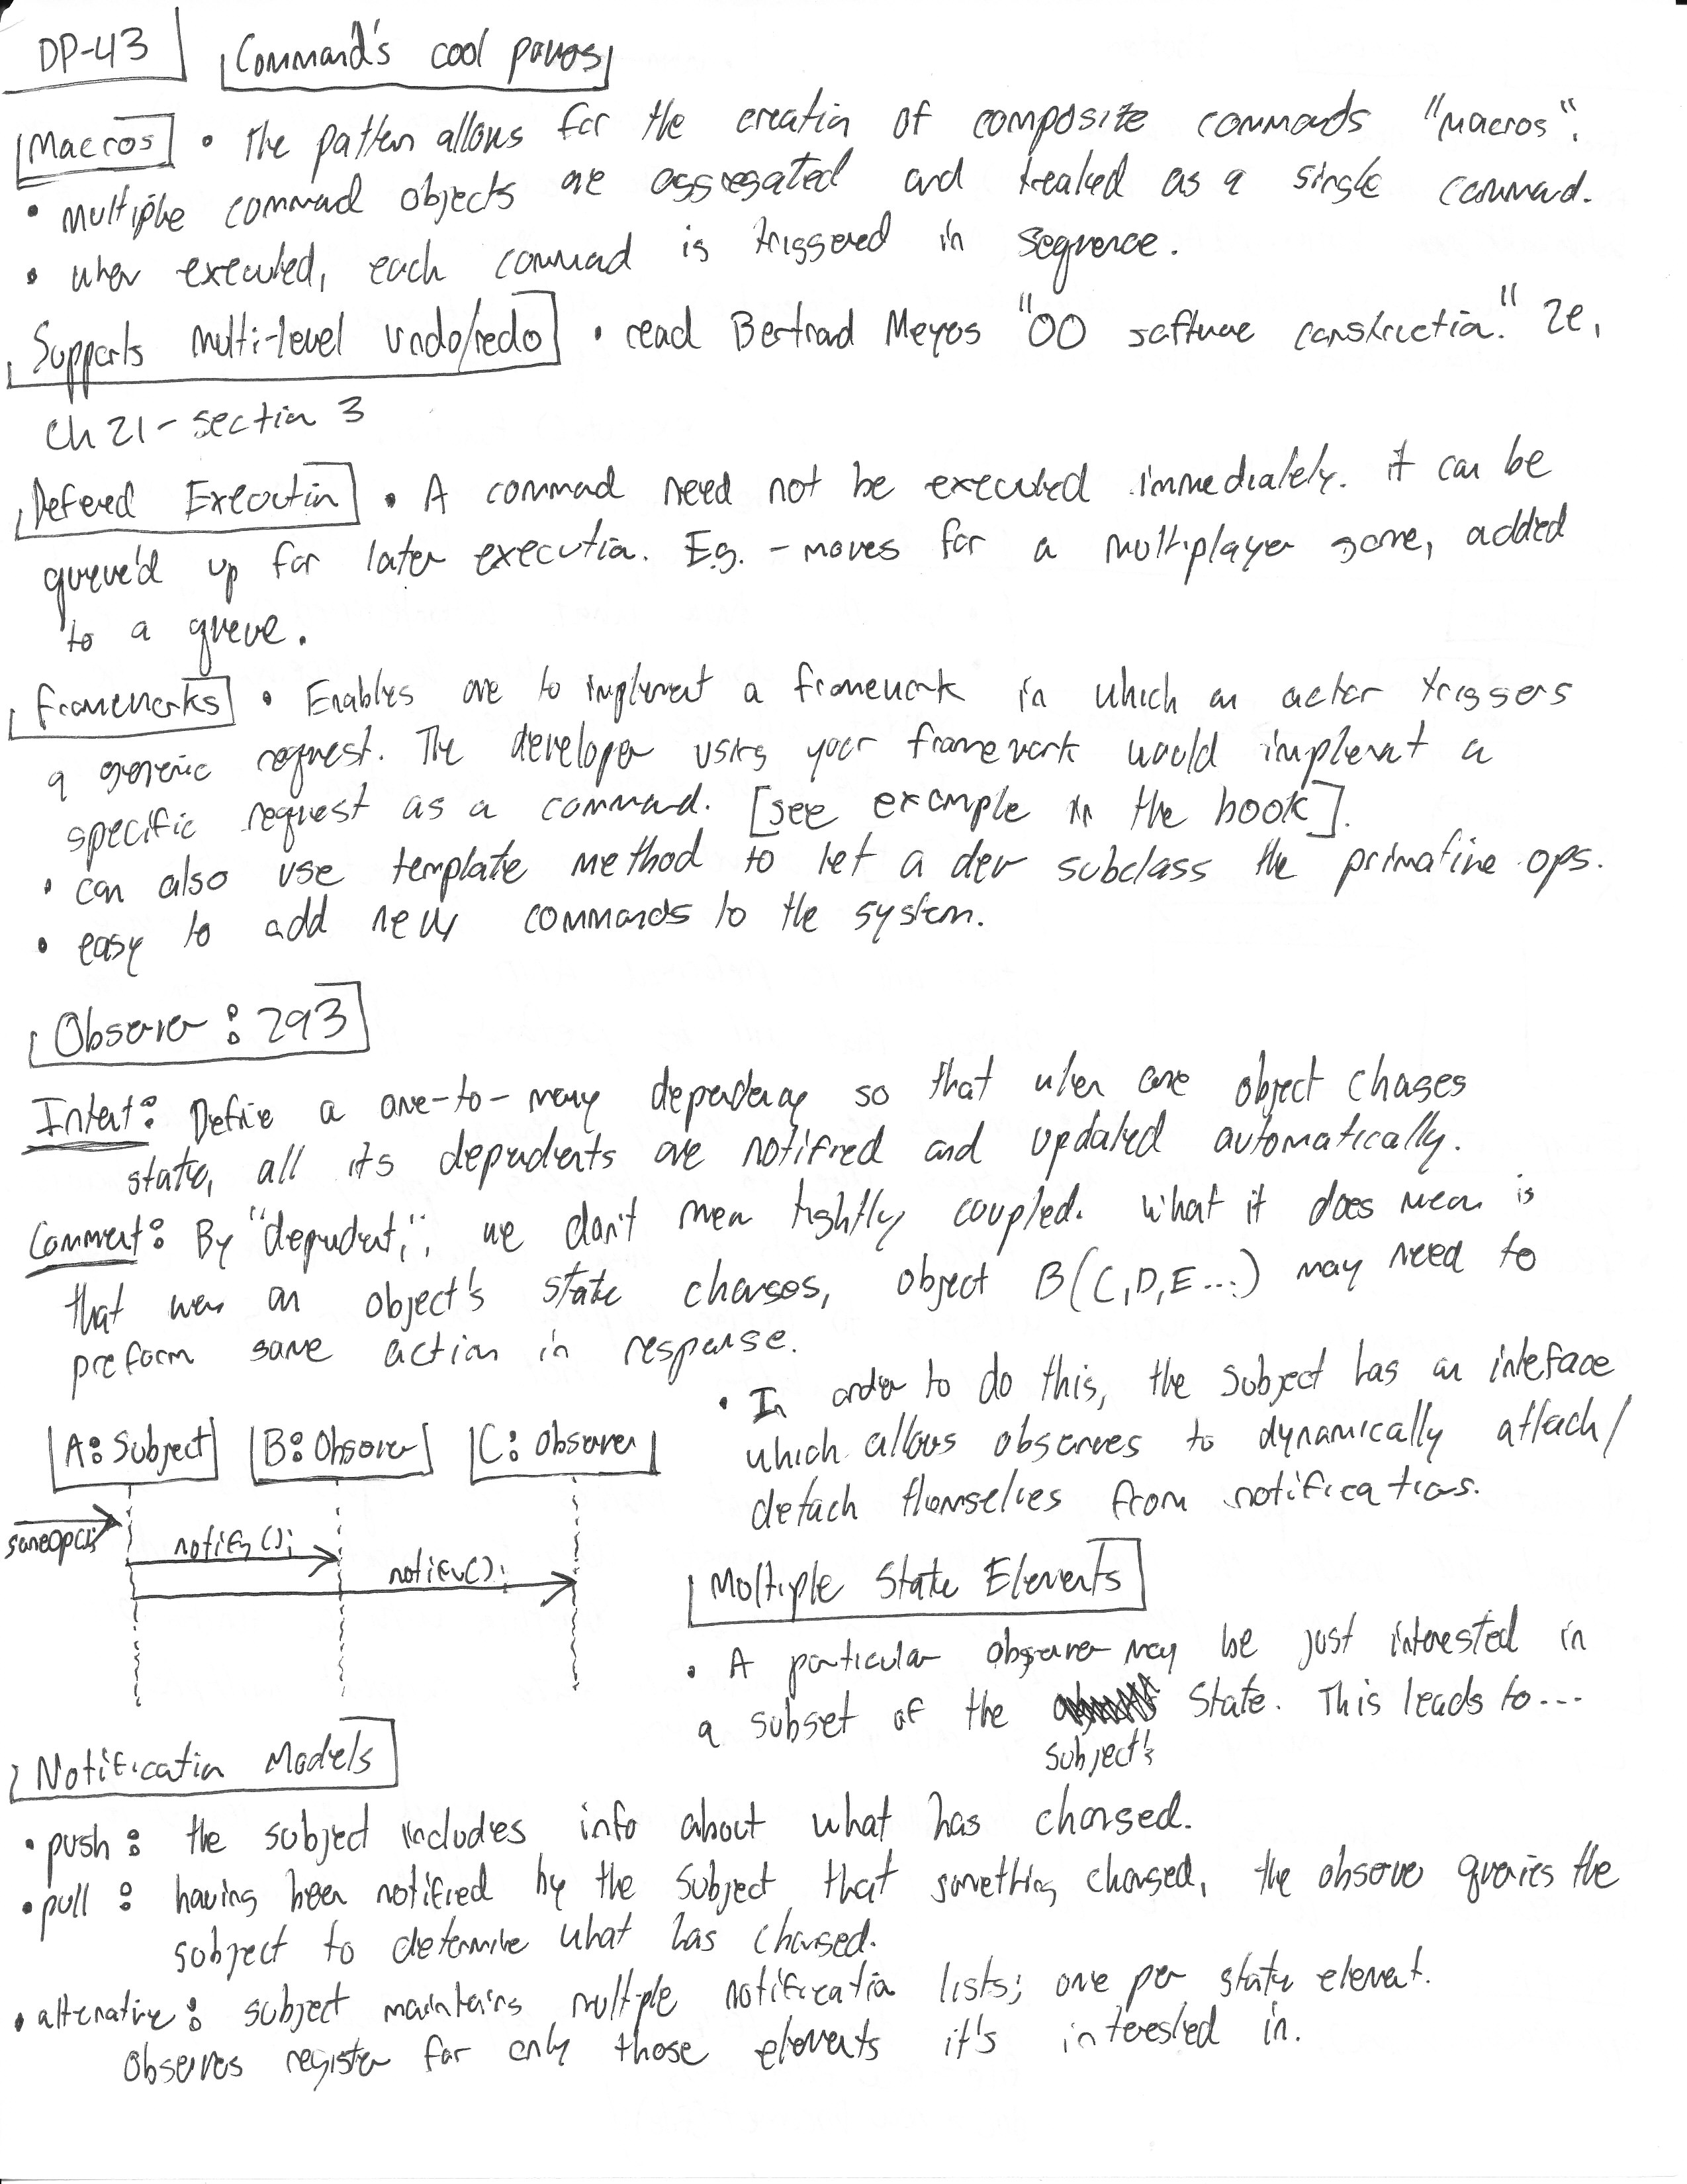 DP-43 Command's cool powers
Macros • The pattern allows for the creation of composite commands "macros".
• multiple command objects are aggregated and treated as a single command.
• when executed, each command is triggered in sequence.
Supports multi-level undo/redo • read Bertrand Meyers "OO software construction." 2e,
Ch 21 - section 3
Defered Execution • A command need not be executed immediately. it can be
queue'd up for later execution. E.g. - moves for a multiplayer game, added
to a queue.
Frameworks • Enables one to implement a framework in which an actor triggers
a generic request. The developer using your framework would implement a
specific request as a command. [see example in the book].
• can also use template method to let a dev subclass the primative ops.
• easy to add new commands to the system.
Observer : 293
Intent: Define a one-to-many dependency so that when one object changes
state, all its dependents are notified and updated automatically.
Comment: By "dependent," we don't mean tightly coupled. What it does mean is
that when an object's state changes, object B(C,D,E...) may need to
preform some action in response.
• In order to do this, the subject has an interface
which allows observers to dynamically attach/
detach themselves from notifications.
A: Subject B: Observer C: Observer
someOp();
notify();
notify();
Multiple State Elements
• A particular observer may be just interested in
a subset of the subject's state. This leads to...
Notification Models
• push: the subject includes info about what has changed.
• pull: having been notified by the subject that something changed, the observer queries the
subject to determine what has changed.
• alternative: subject maintains multiple notification lists; one per state element.
Observers register for only those elements it's interested in.